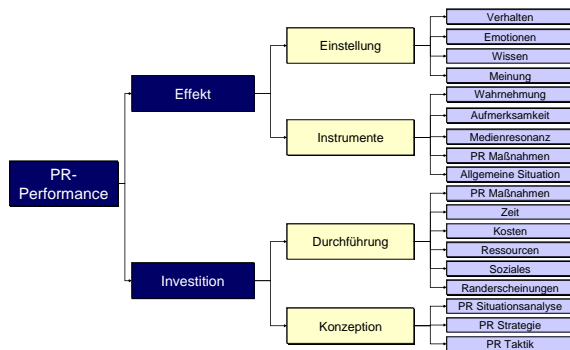 PR-
Performance
Effekt
Investition
Einstellung
Instrumente
Durchführung
Konzeption
Verhalten
Emotionen
Wissen
Meinung
Wahrnehmung
Aufmerksamkeit
Medienresonanz
PR Maßnahmen
Allgemeine Situation
PR Maßnahmen
Zeit
Kosten
Ressourcen
Soziales
Randerscheinungen
PR Situationsanalyse
PR Strategie
PR Taktik